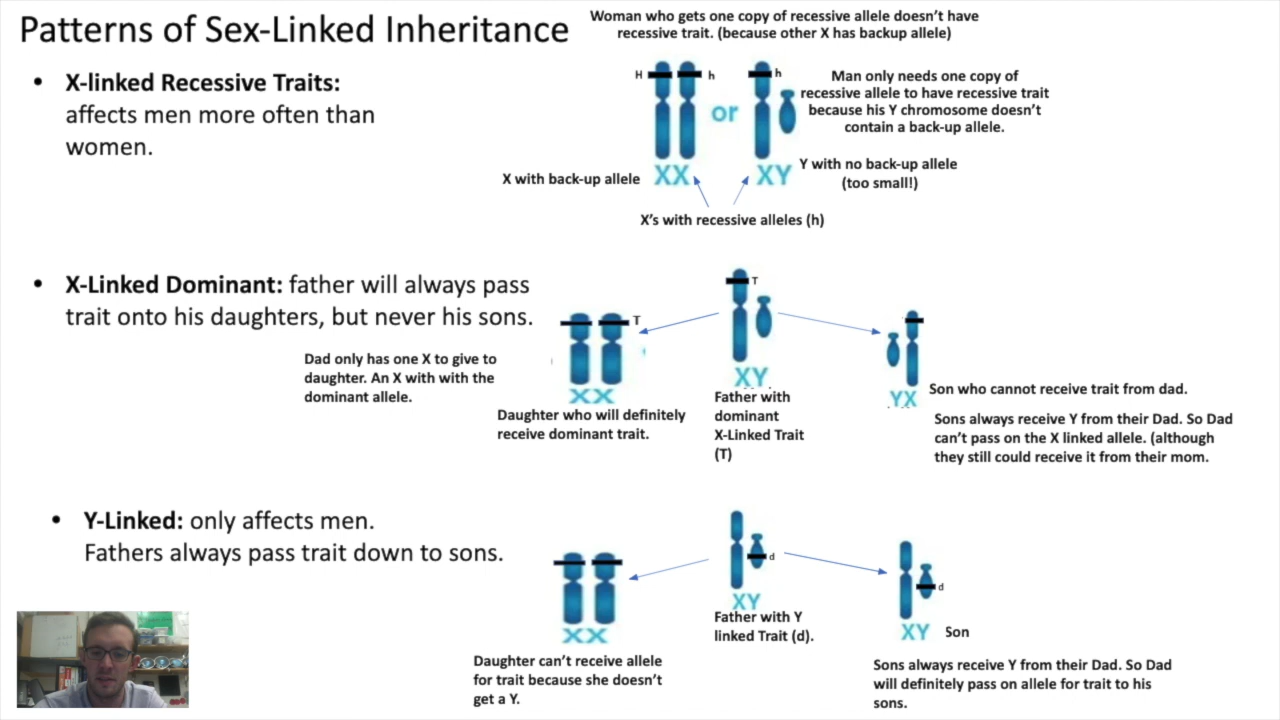 Patterns of Sex-Linked Inheritance
Woman who gets one copy of recessive allele doesn't have
recessive trait. (because other X has backup allele)
• X-linked Recessive Traits:
affects men more often than
women.
H
h
h
or
Man only needs one copy of
recessive allele to have recessive trait
because his Y chromosome doesn't
contain a back-up allele.
X with back-up allele
XX
XY
Y with no back-up allele
(too small!)
X's with recessive alleles (h)
• X-Linked Dominant: father will always pass
trait onto his daughters, but never his sons.
T
T
Dad only has one X to give to
daughter. An X with with the
dominant allele.
XX
Daughter who will definitely
receive dominant trait.
XY
Father with
dominant
X-Linked Trait
(T)
YX
Son who cannot receive trait from dad.
Sons always receive Y from their Dad. So Dad
can't pass on the X linked allele. (although
they still could receive it from their mom.
• Y-Linked: only affects men.
Fathers always pass trait down to sons.
d
d
XX
Daughter can't receive allele
for trait because she doesn't
get a Y.
XY
Father with Y
linked Trait (d).
XY
Son
Sons always receive Y from their Dad. So Dad
will definitely pass on allele for trait to his
sons.